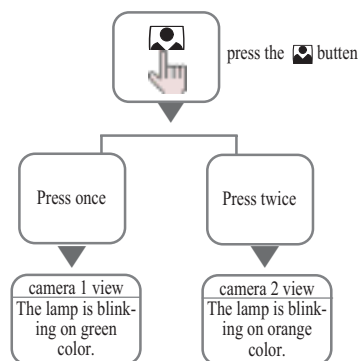 press the butten
Press once
Press twice
camera 1 view
The lamp is blink-
ing on green
color.
camera 2 view
The lamp is blink-
ing on orange
color.